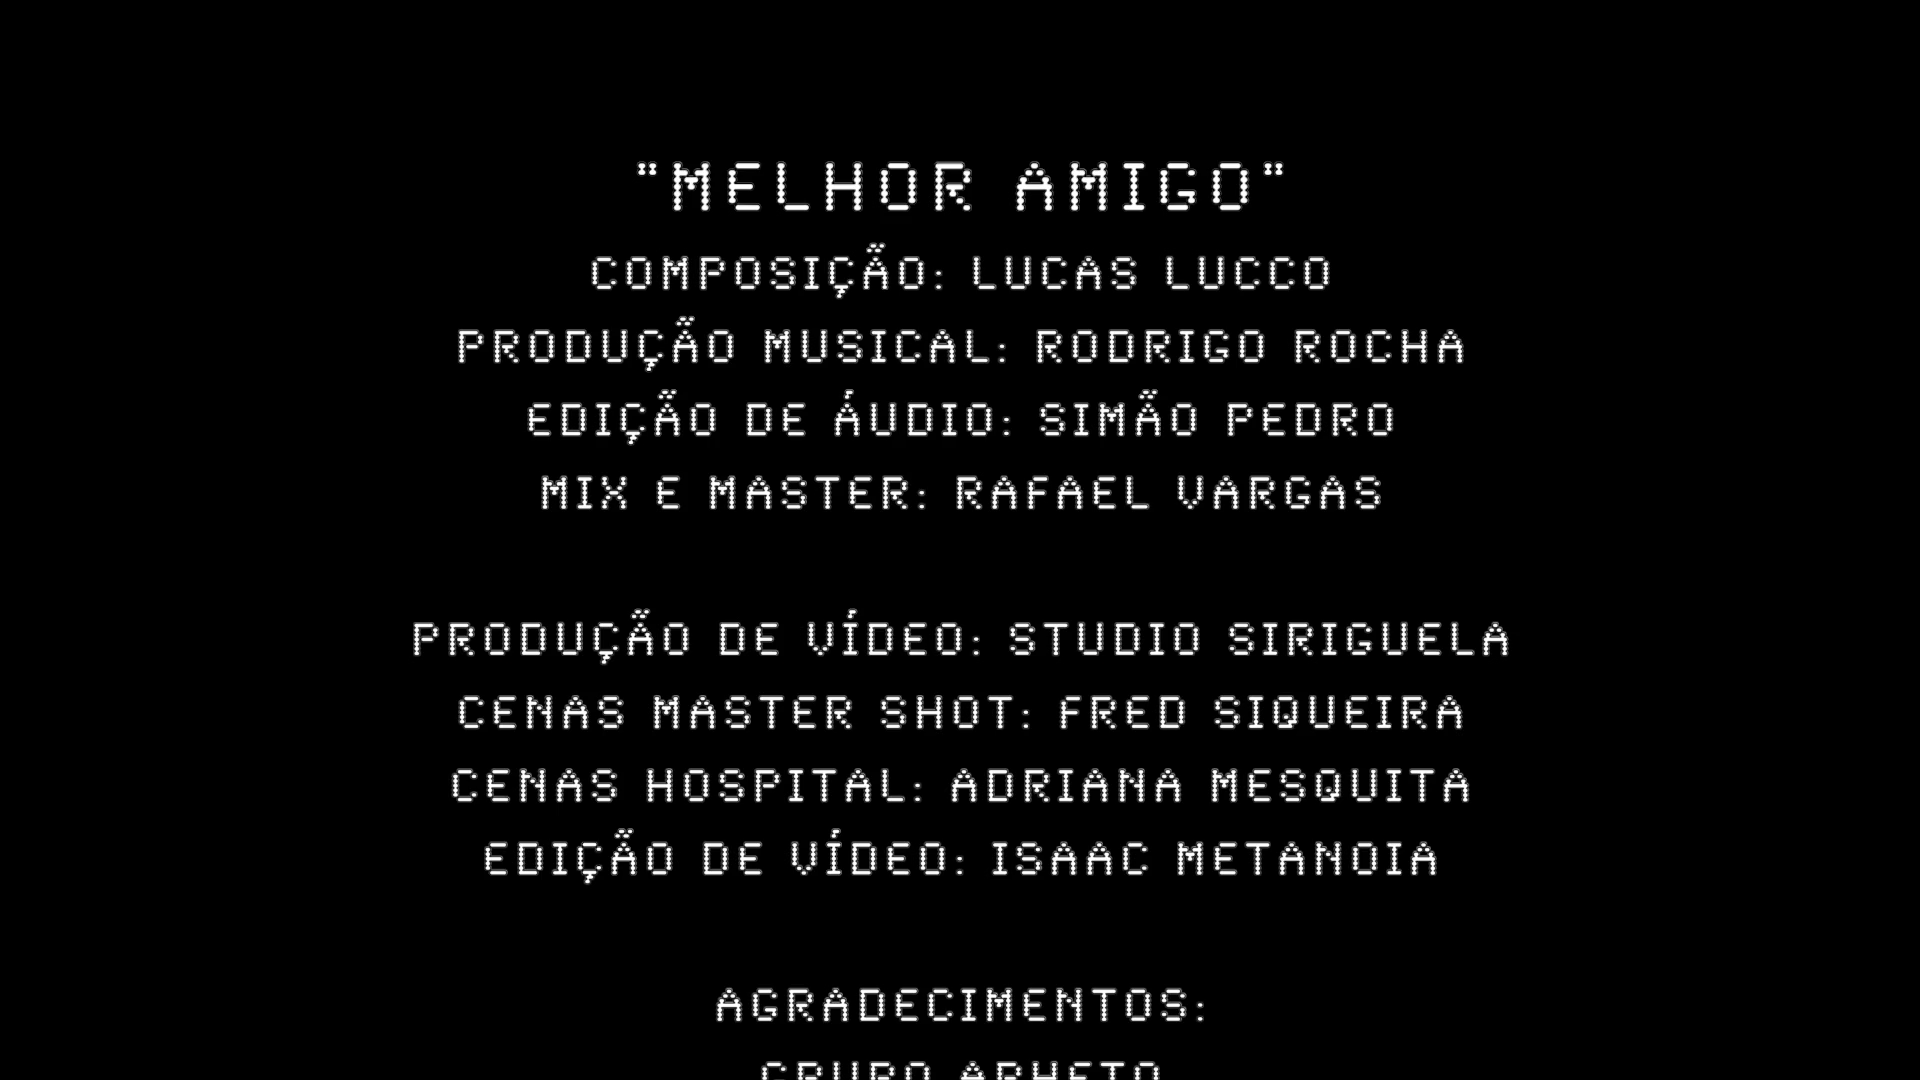 "MELHOR AMIGO"
COMPOSIÇÃO: LUCAS LUCCO
PRODUÇÃO MUSICAL: RODRIGO ROCHA
EDIÇÃO DE ÁUDIO: SIMÃO PEDRO
MIX E MASTER: RAFAEL VARGAS
PRODUÇÃO DE VÍDEO: STUDIO SIRIGUELA
CENAS MASTER SHOT: FRED SIQUEIRA
CENAS HOSPITAL: ADRIANA MESQUITA
EDIÇÃO DE VÍDEO: ISAAC METANOIA
AGRADECIMENTOS:
GRUPO